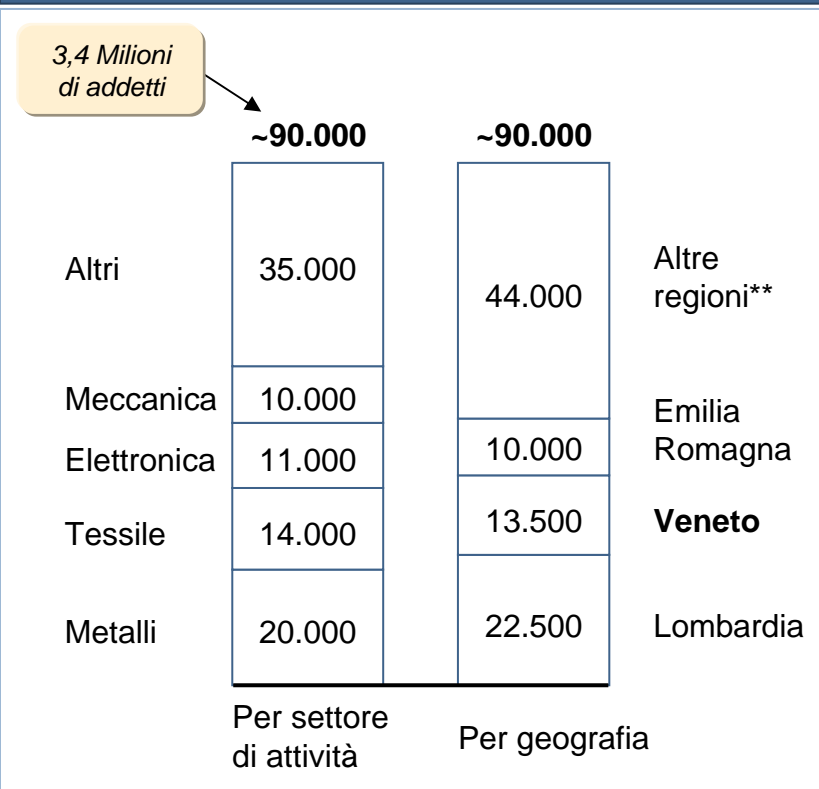 3,4 Milioni
di addetti
~90.000
~90.000
Altri
35.000
44.000
Altre
regioni**
Meccanica
10.000
Emilia
Romagna
Elettronica
11.000
10.000
Tessile
14.000
13.500
Veneto
Metalli
20.000
22.500
Lombardia
Per settore
di attività
Per geografia